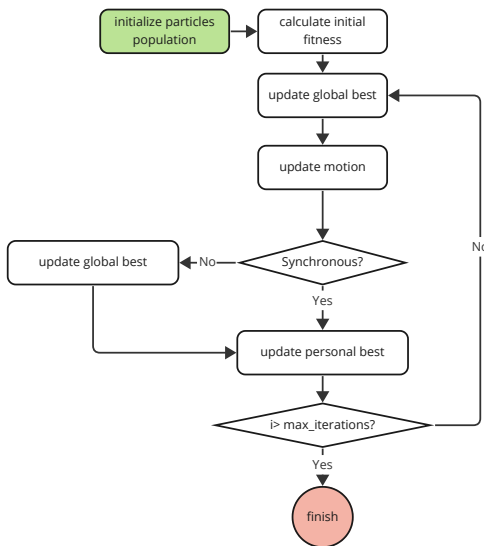 initialize particles
population
calculate initial
fitness
update global best
update motion
Synchronous?
No
update global best
Yes
update personal best
i> max_iterations?
No
Yes
finish